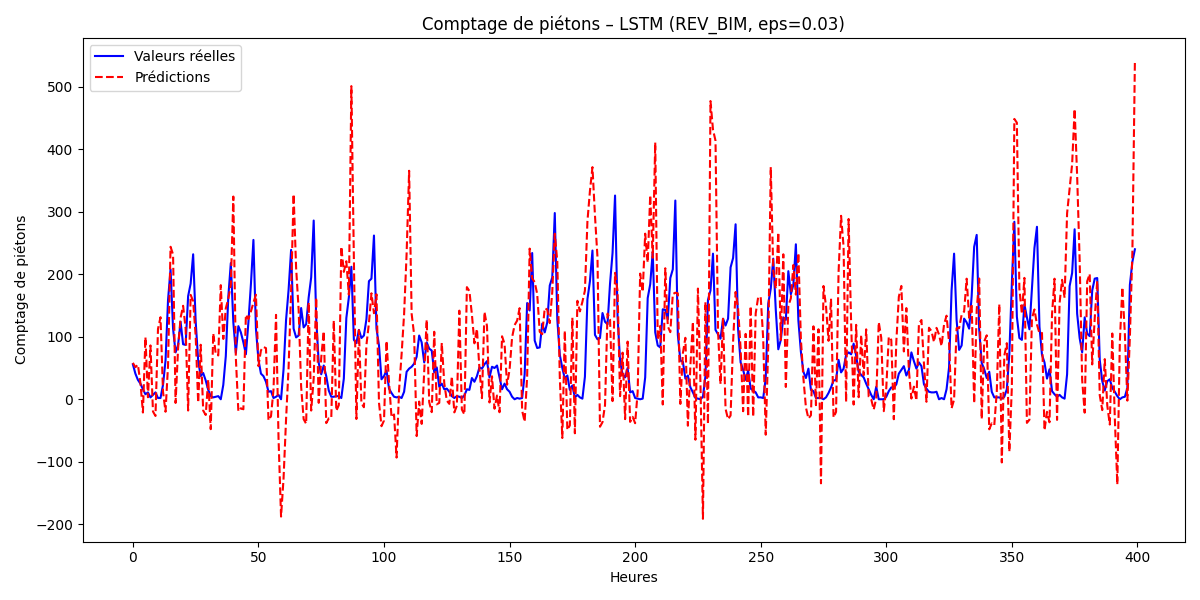 Comptage de piétons – LSTM (REV_BIM, eps=0.03)
Valeurs réelles
Prédictions
Comptage de piétons
500
400
300
200
100
0
−100
−200
0 50 100 150 200 250 300 350 400
Heures